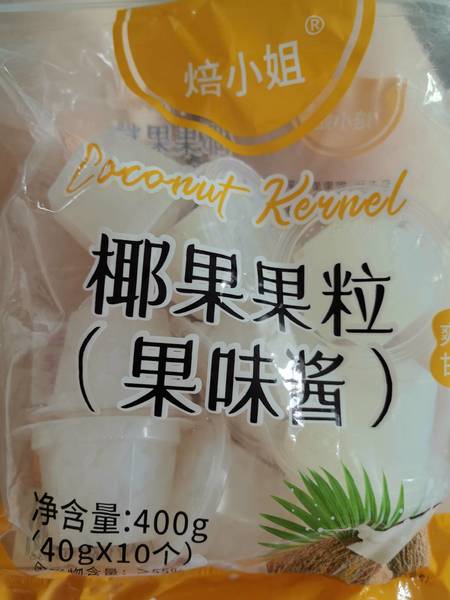 焙小姐®
Coconut Kernel
椰果果粒
(果味酱)
净含量:400g
(40gX10个)